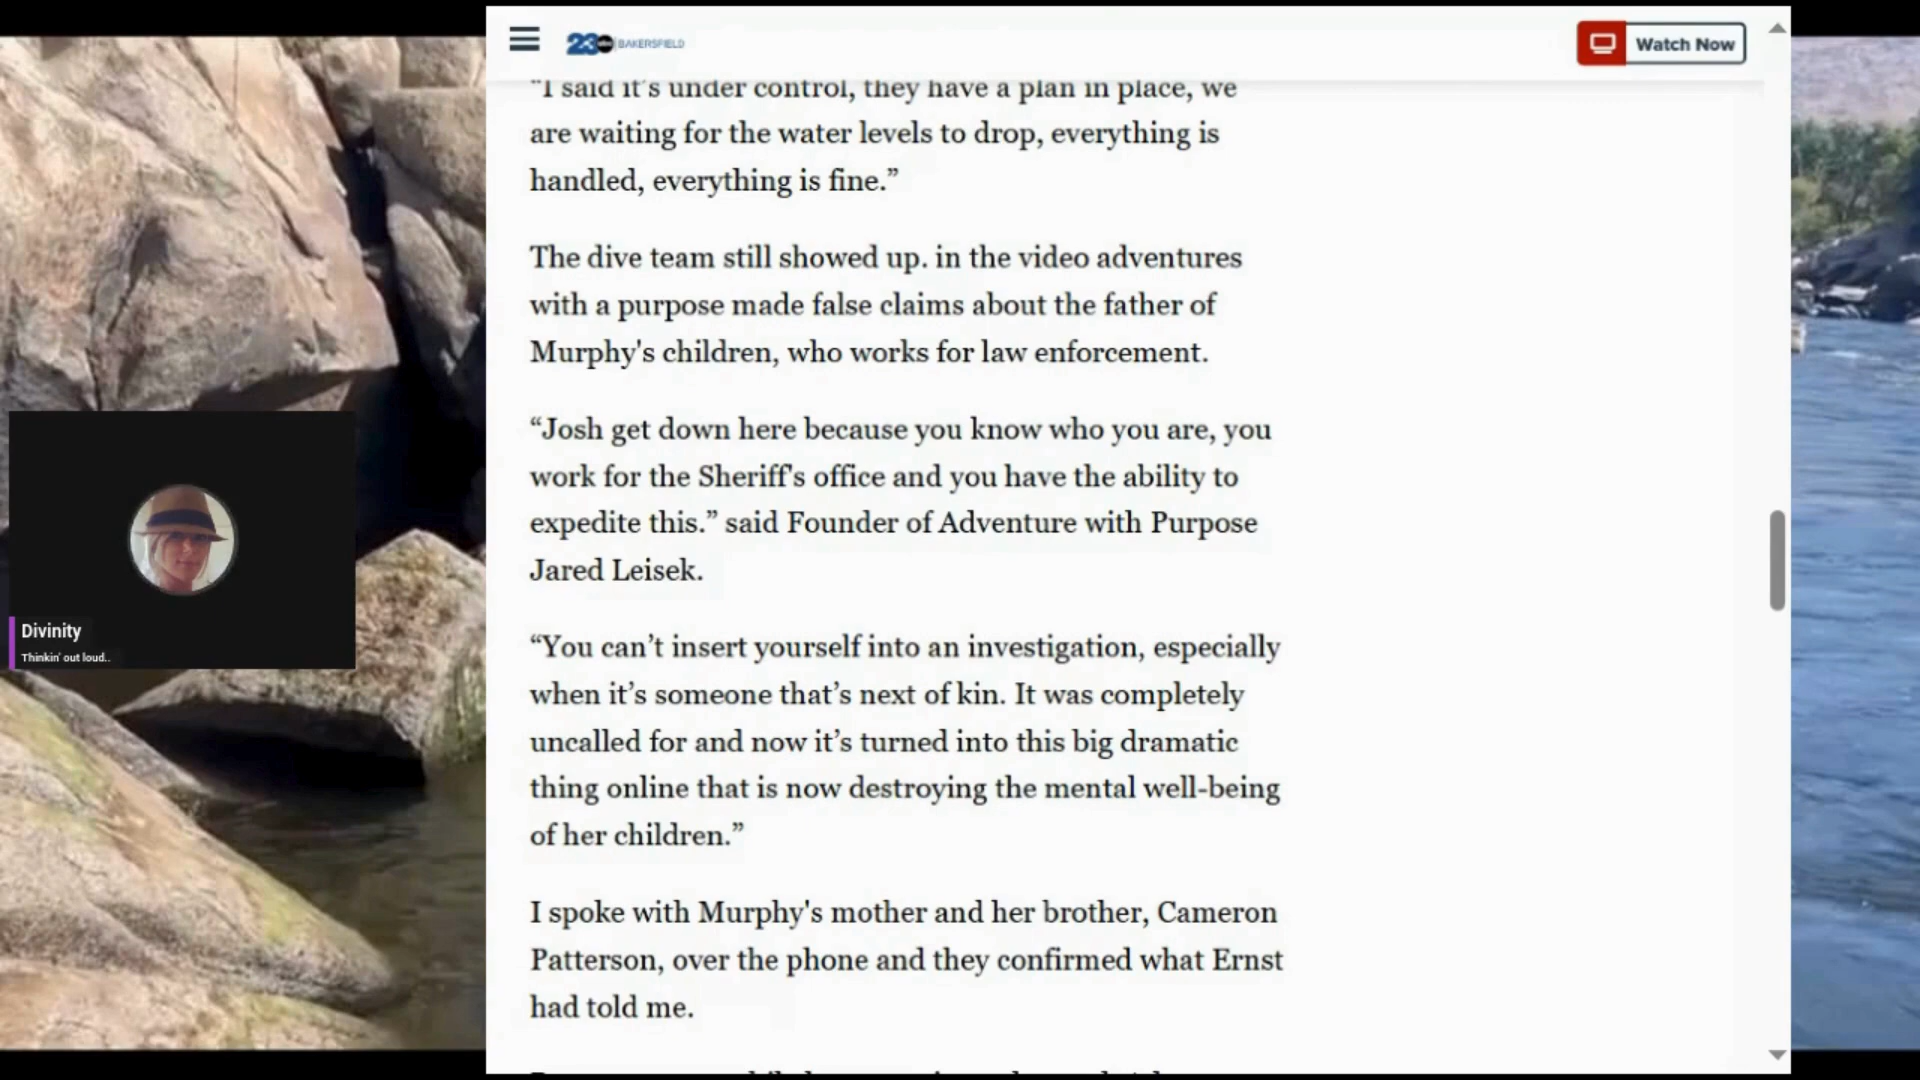 23 abc BAKERSFIELD
Watch Now
“I said it’s under control, they have a plan in place, we
are waiting for the water levels to drop, everything is
handled, everything is fine.”
The dive team still showed up. in the video adventures
with a purpose made false claims about the father of
Murphy's children, who works for law enforcement.
“Josh get down here because you know who you are, you
work for the Sheriff's office and you have the ability to
expedite this.” said Founder of Adventure with Purpose
Jared Leisek.
“You can’t insert yourself into an investigation, especially
when it’s someone that’s next of kin. It was completely
uncalled for and now it’s turned into this big dramatic
thing online that is now destroying the mental well-being
of her children.”
I spoke with Murphy's mother and her brother, Cameron
Patterson, over the phone and they confirmed what Ernst
had told me.
Divinity
Thinkin' out loud..